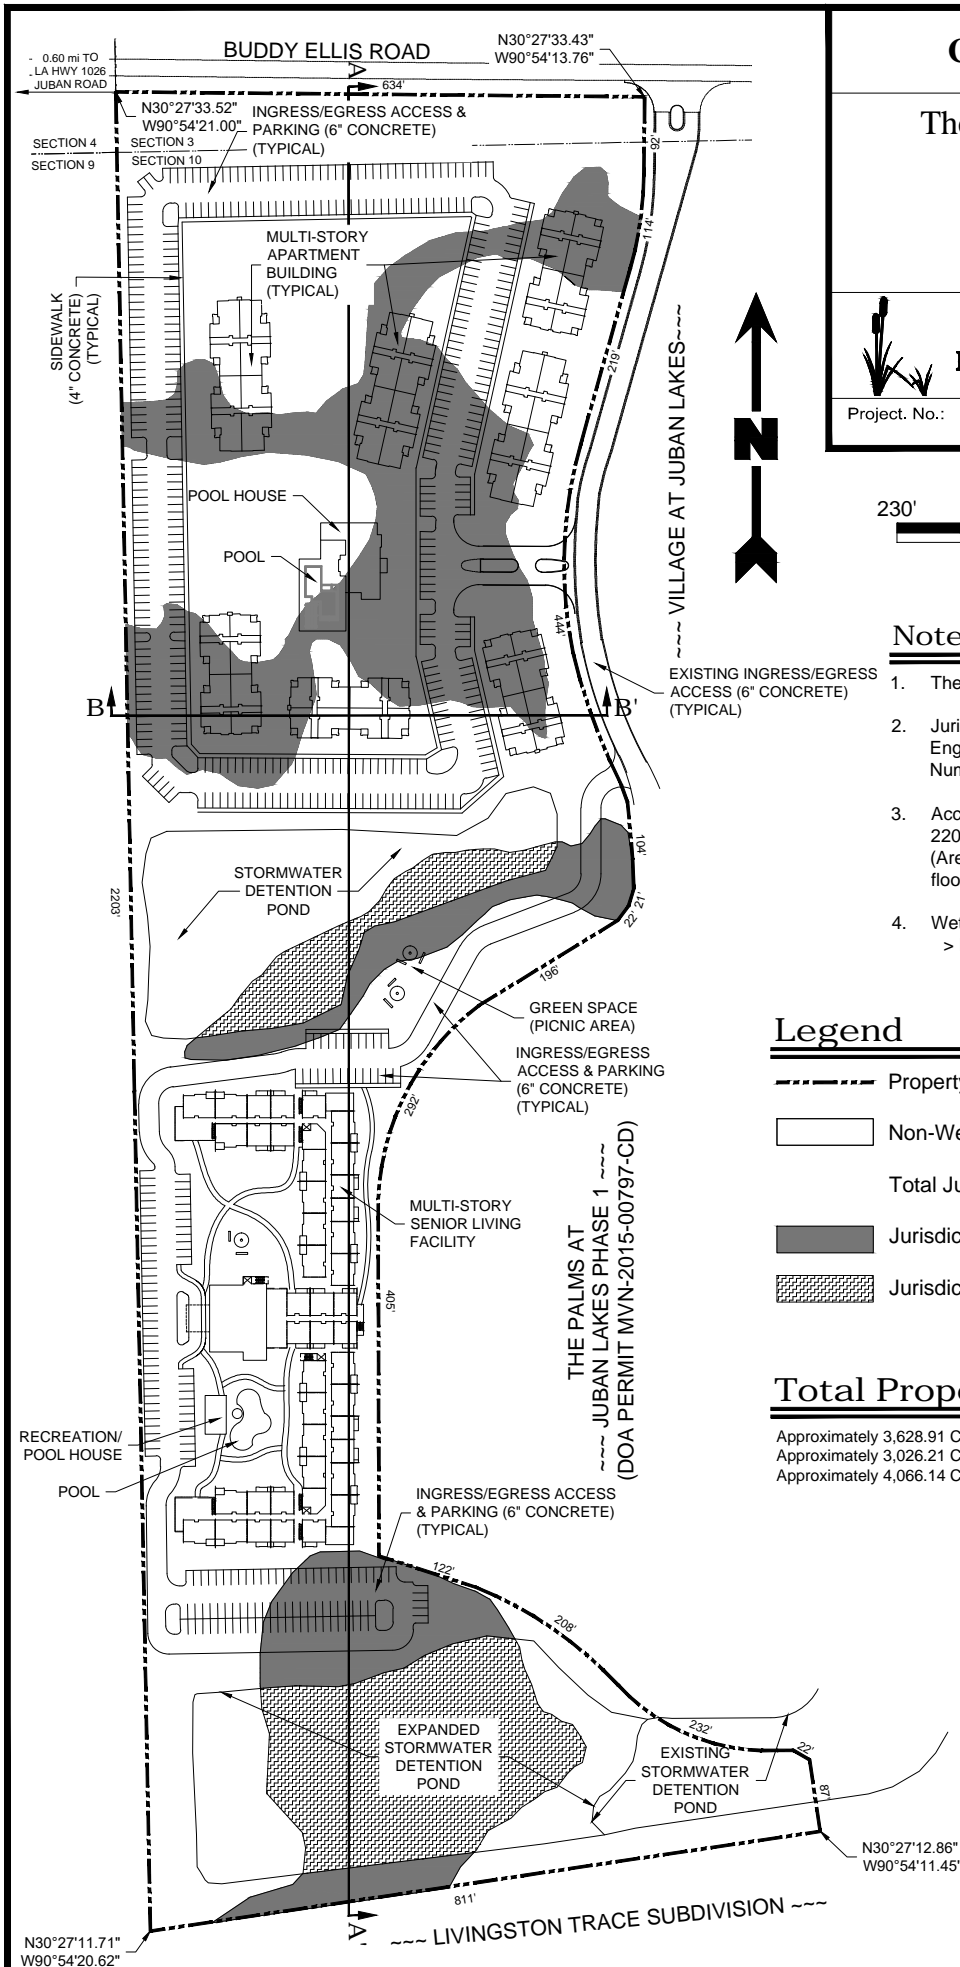 BUDDY ELLIS ROAD
0.60 mi TO
LA HWY 1026
JUBAN ROAD
N30°27'33.43"
W90°54'13.76"
A
634'
N30°27'33.52"
W90°54'21.00"
INGRESS/EGRESS ACCESS &
PARKING (6" CONCRETE)
(TYPICAL)
SECTION 4
SECTION 3
SECTION 9
SECTION 10
92'
114'
MULTI-STORY
APARTMENT
BUILDING
(TYPICAL)
SIDEWALK
(4" CONCRETE)
(TYPICAL)
219'
~~~ VILLAGE AT JUBAN LAKES~~~
N
Project. No.:
230'
POOL HOUSE
POOL
444'
EXISTING INGRESS/EGRESS
ACCESS (6" CONCRETE)
(TYPICAL)
B
B'
Note
1. The
2. Juri
Eng
Num
3. Acc
220
(Are
floo
4. Wet
>
2203'
STORMWATER
DETENTION
POND
104'
21'
22'
196'
GREEN SPACE
(PICNIC AREA)
INGRESS/EGRESS
ACCESS & PARKING
(6" CONCRETE)
(TYPICAL)
292'
Legend
Property
Non-We
Total Ju
Jurisdic
Jurisdic
MULTI-STORY
SENIOR LIVING
FACILITY
405'
THE PALMS AT
~~~ JUBAN LAKES PHASE 1 ~~~
(DOA PERMIT MVN-2015-00797-CD)
Total Prope
Approximately 3,628.91 C
Approximately 3,026.21 C
Approximately 4,066.14 C
RECREATION/
POOL HOUSE
POOL
INGRESS/EGRESS ACCESS
& PARKING (6" CONCRETE)
(TYPICAL)
122'
208'
232'
22'
87'
EXPANDED
STORMWATER
DETENTION
POND
EXISTING
STORMWATER
DETENTION
POND
N30°27'12.86"
W90°54'11.45"
811'
A
~~~ LIVINGSTON TRACE SUBDIVISION ~~~
N30°27'11.71"
W90°54'20.62"